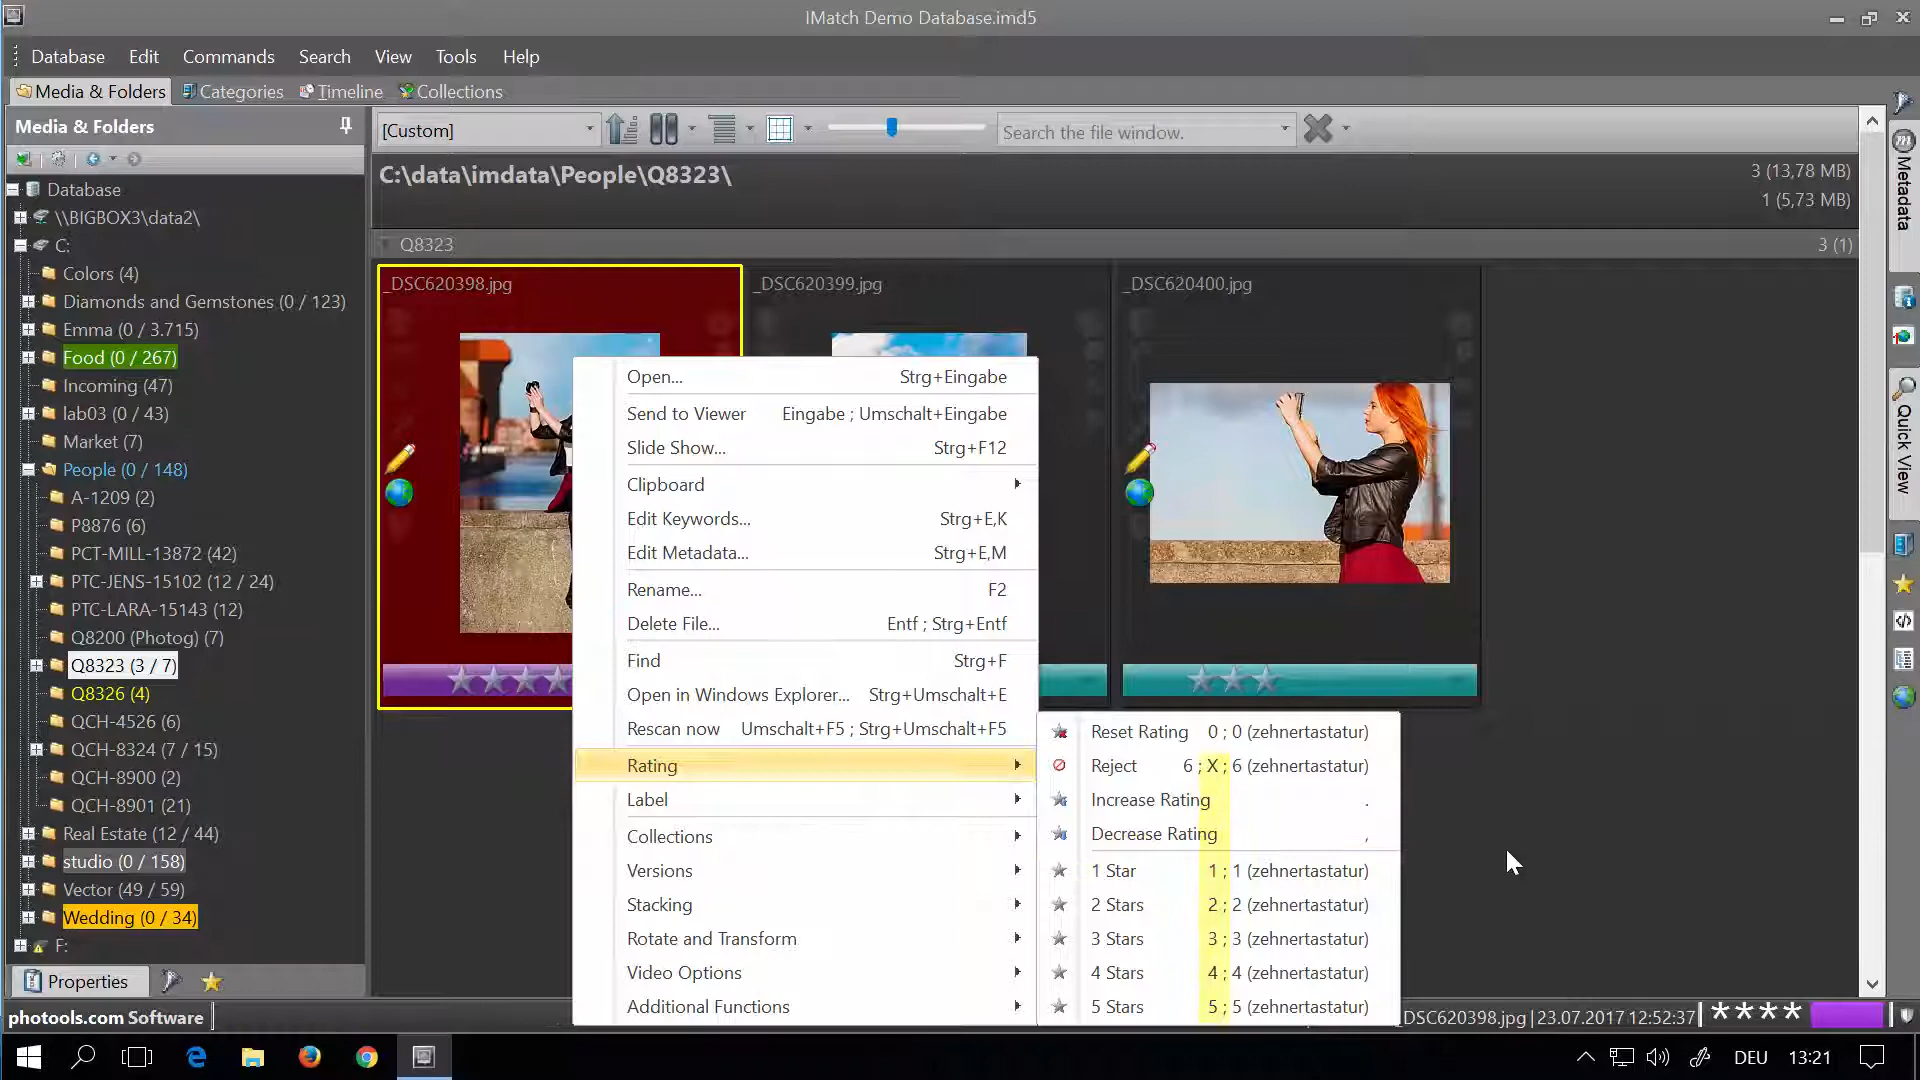 IMatch Demo Database.imd5
Database Edit Commands Search View Tools Help
Media & Folders Categories Timeline Collections
Media & Folders
[Custom]
Search the file window.
C:\data\imdata\People\Q8323\
3 (13,78 MB)
1 (5,73 MB)
Q8323
3 (1)
Database
\\BIGBOX3\data2\
C:
Colors (4)
Diamonds and Gemstones (0 / 123)
Emma (0 / 3.715)
Food (0 / 267)
Incoming (47)
lab03 (0 / 43)
Market (7)
People (0 / 148)
A-1209 (2)
P8876 (6)
PCT-MILL-13872 (42)
PTC-JENS-15102 (12 / 24)
PTC-LARA-15143 (12)
Q8200 (Photog) (7)
Q8323 (3 / 7)
Q8326 (4)
QCH-4526 (6)
QCH-8324 (7 / 15)
QCH-8900 (2)
QCH-8901 (21)
Real Estate (12 / 44)
studio (0 / 158)
Vector (49 / 59)
Wedding (0 / 34)
F:
Properties
_DSC620398.jpg
_DSC620399.jpg
_DSC620400.jpg
Open... Strg+Eingabe
Send to Viewer Eingabe ; Umschalt+Eingabe
Slide Show... Strg+F12
Clipboard
Edit Keywords... Strg+E,K
Edit Metadata... Strg+E,M
Rename... F2
Delete File... Entf ; Strg+Entf
Find Strg+F
Open in Windows Explorer... Strg+Umschalt+E
Rescan now Umschalt+F5 ; Strg+Umschalt+F5
Rating
Label
Collections
Versions
Stacking
Rotate and Transform
Video Options
Additional Functions
Reset Rating 0 ; 0 (zehnertastatur)
Reject 6 ; X ; 6 (zehnertastatur)
Increase Rating .
Decrease Rating ,
1 Star 1 ; 1 (zehnertastatur)
2 Stars 2 ; 2 (zehnertastatur)
3 Stars 3 ; 3 (zehnertastatur)
4 Stars 4 ; 4 (zehnertastatur)
5 Stars 5 ; 5 (zehnertastatur)
Metadata
Quick View
photools.com Software
_DSC620398.jpg | 23.07.2017 12:52:37 ****
DEU 13:21